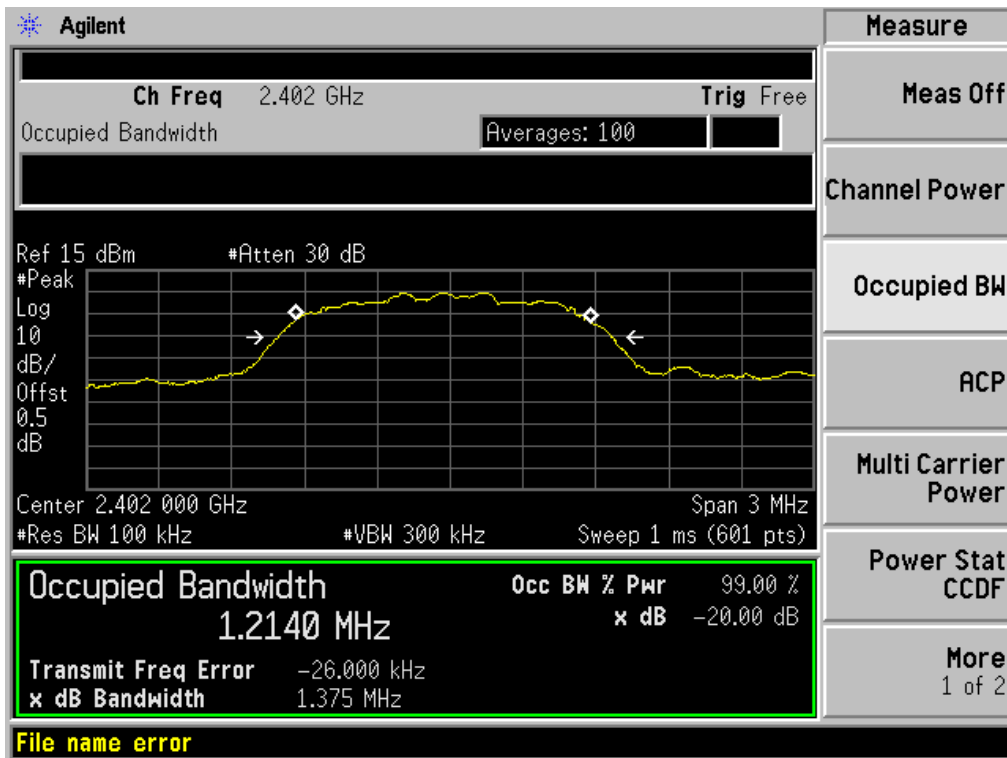 Agilent
Measure
Ch Freq 2.402 GHz Trig Free
Meas Off
Occupied Bandwidth Averages: 100
Channel Power
Ref 15 dBm #Atten 30 dB
#Peak
Log
10
dB/
Offst
0.5
dB
Occupied BW
ACP
Center 2.402 000 GHz Span 3 MHz
#Res BW 100 kHz #VBW 300 kHz Sweep 1 ms (601 pts)
Multi Carrier
Power
Occupied Bandwidth
1.2140 MHz
Occ BW % Pwr 99.00 %
x dB -20.00 dB
Transmit Freq Error -26.000 kHz
x dB Bandwidth 1.375 MHz
Power Stat
CCDF
More
1 of 2
File name error